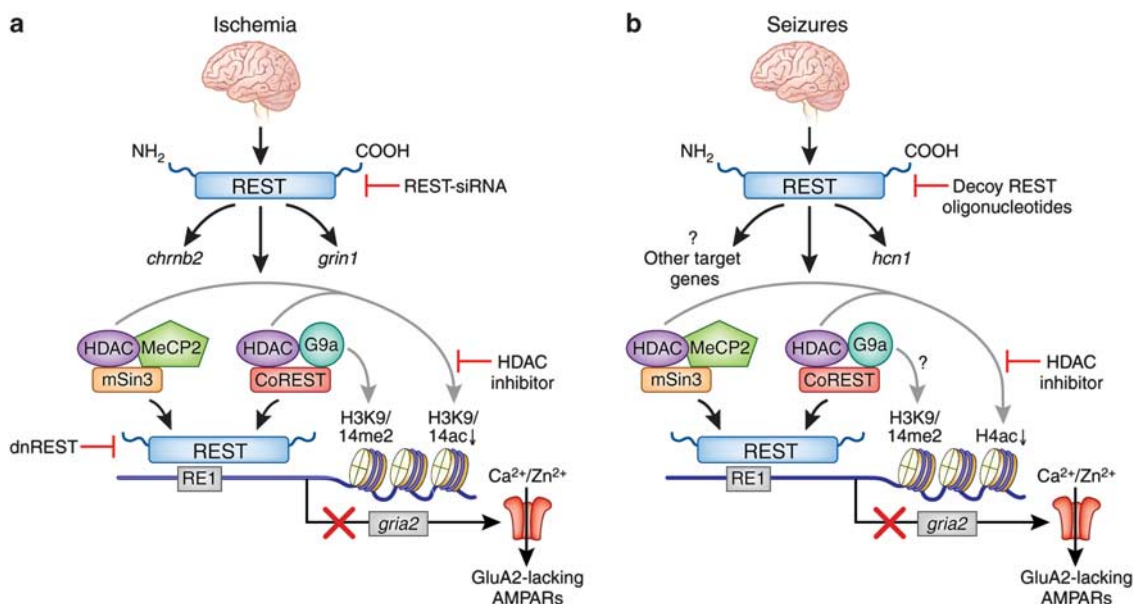 a
Ischemia
NH2
COOH
REST
REST-siRNA
chrnb2
grin1
HDAC
MeCP2
mSin3
HDAC
G9a
CoREST
HDAC
inhibitor
H3K9/
14me2
H3K9/
14ac↓
dnREST
REST
RE1
Ca2+/Zn2+
gria2
GluA2-lacking
AMPARs
b
Seizures
NH2
COOH
REST
Decoy REST
oligonucleotides
?
Other target
genes
hcn1
HDAC
MeCP2
mSin3
HDAC
G9a
CoREST
?
HDAC
inhibitor
H3K9/
14me2
H4ac↓
REST
RE1
Ca2+/Zn2+
gria2
GluA2-lacking
AMPARs